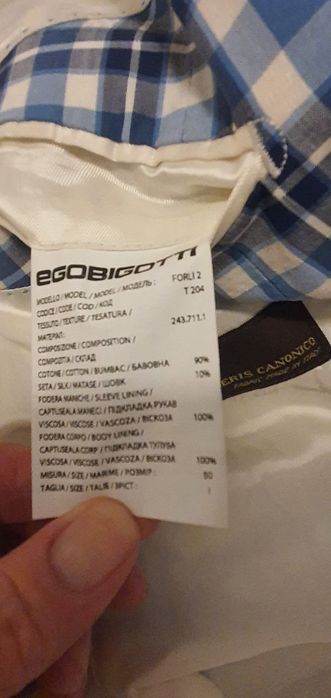 EGOBIGOTTI
MODELLO / MODEL / MODEL / МОДЕЛЬ : FORLI 2
CODICE / CODE / COD / КОД T 204
TESSUTO / TEXTURE / TESATURA /
МАТЕРІАЛ: 243.711.1
COMPOSIZIONE / COMPOSITION /
COMPOZITIA / СКЛАД
COTONE / COTTON / BUMBAC / БАВОВНА 90%
SETA / SILK / MATASE / ШОВК 10%
FODERA MANICHE / SLEEVE LINING /
CAPTUSEALA MANECI / ПІДКЛАДКА РУКАВ
VISCOSA / VISCOSE / VASCOZA / ВІСКОЗА 100%
FODERA CORPO / BODY LINING /
CAPTUSEALA CORP / ПІДКЛАДКА ТУЛУБА
VISCOSA / VISCOSE / VASCOZA / ВІСКОЗА 100%
MISURA / SIZE / MARIME / РОЗМІР : 80
TAGLIA / SIZE / TALIE / ЗРІСТ : I
ERIS CANONICO
FABRIC MADE IN ITALY